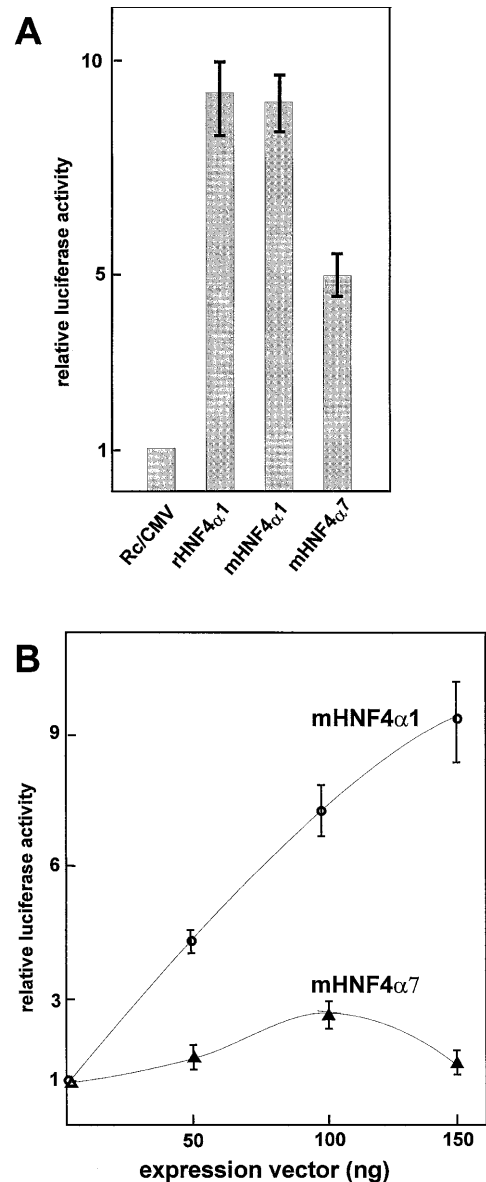 A
10
5
1
relative luciferase activity
Rc/CMV
rHNF4α1
mHNF4α1
mHNF4α7
B
mHNF4α1
9
6
mHNF4α7
3
1
relative luciferase activity
50
100
150
expression vector (ng)